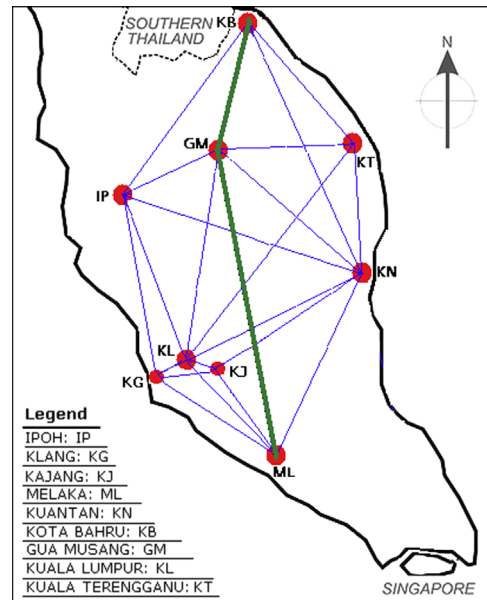 SOUTHERN
THAILAND
KB
N
GM
KT
IP
KN
KL
KJ
KG
ML
Legend
IPOH: IP
KLANG: KG
KAJANG: KJ
MELAKA: ML
KUANTAN: KN
KOTA BAHRU: KB
GUA MUSANG: GM
KUALA LUMPUR: KL
KUALA TERENGGANU: KT
SINGAPORE